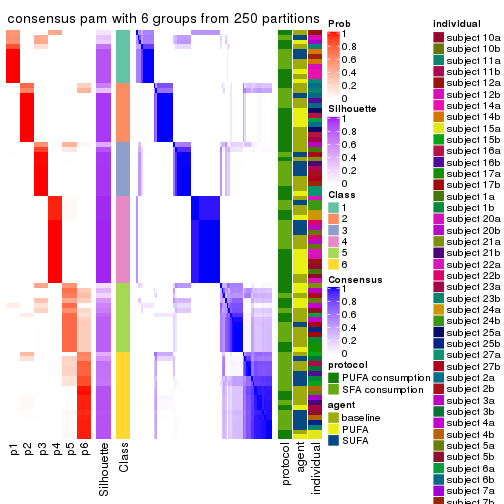 consensus pam with 6 groups from 250 partitions
p1
p2
p3
p4
p5
p6
Silhouette
Class
protocol
agent
individual
Prob
1
0.8
0.6
0.4
0.2
0
Silhouette
1
0.8
0.6
0.4
0.2
0
Class
1
2
3
4
5
6
Consensus
1
0.8
0.6
0.4
0.2
0
protocol
PUFA consumption
SFA consumption
agent
baseline
PUFA
SUFA
individual
subject 10a
subject 10b
subject 11a
subject 11b
subject 12a
subject 12b
subject 14a
subject 14b
subject 15a
subject 15b
subject 16a
subject 16b
subject 17a
subject 17b
subject 1a
subject 1b
subject 20a
subject 20b
subject 21a
subject 21b
subject 22a
subject 22b
subject 23a
subject 23b
subject 24a
subject 24b
subject 25a
subject 25b
subject 27a
subject 27b
subject 2a
subject 2b
subject 3a
subject 3b
subject 4a
subject 4b
subject 5a
subject 5b
subject 6a
subject 6b
subject 7a
subject 7b